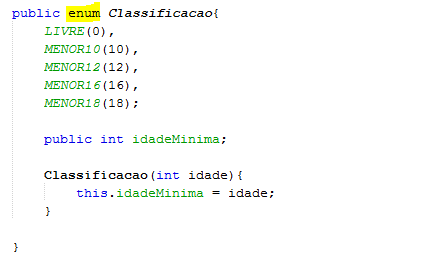 public enum Classificacao{
LIVRE(0),
MENOR10(10),
MENOR12(12),
MENOR16(16),
MENOR18(18);
public int idadeMinima;
Classificacao(int idade){
this.idadeMinima = idade;
}
}